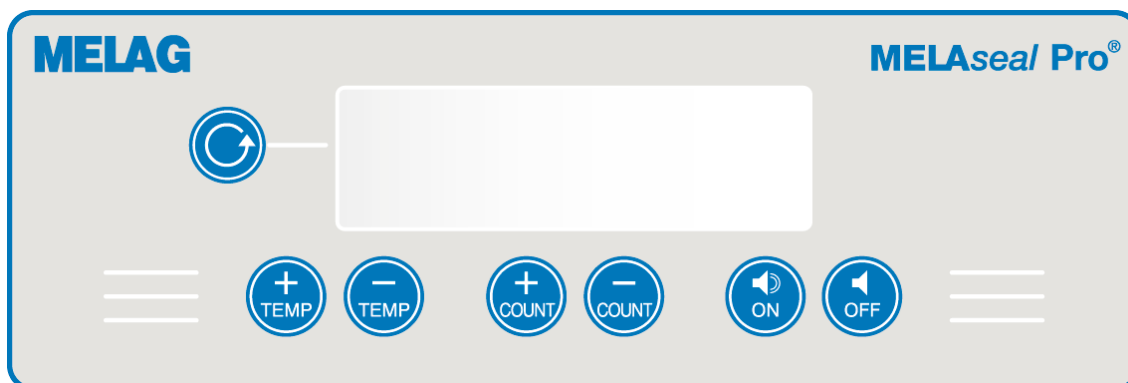 MELAG
MELAseal Pro®
+ TEMP
− TEMP
+ COUNT
− COUNT
ON
OFF